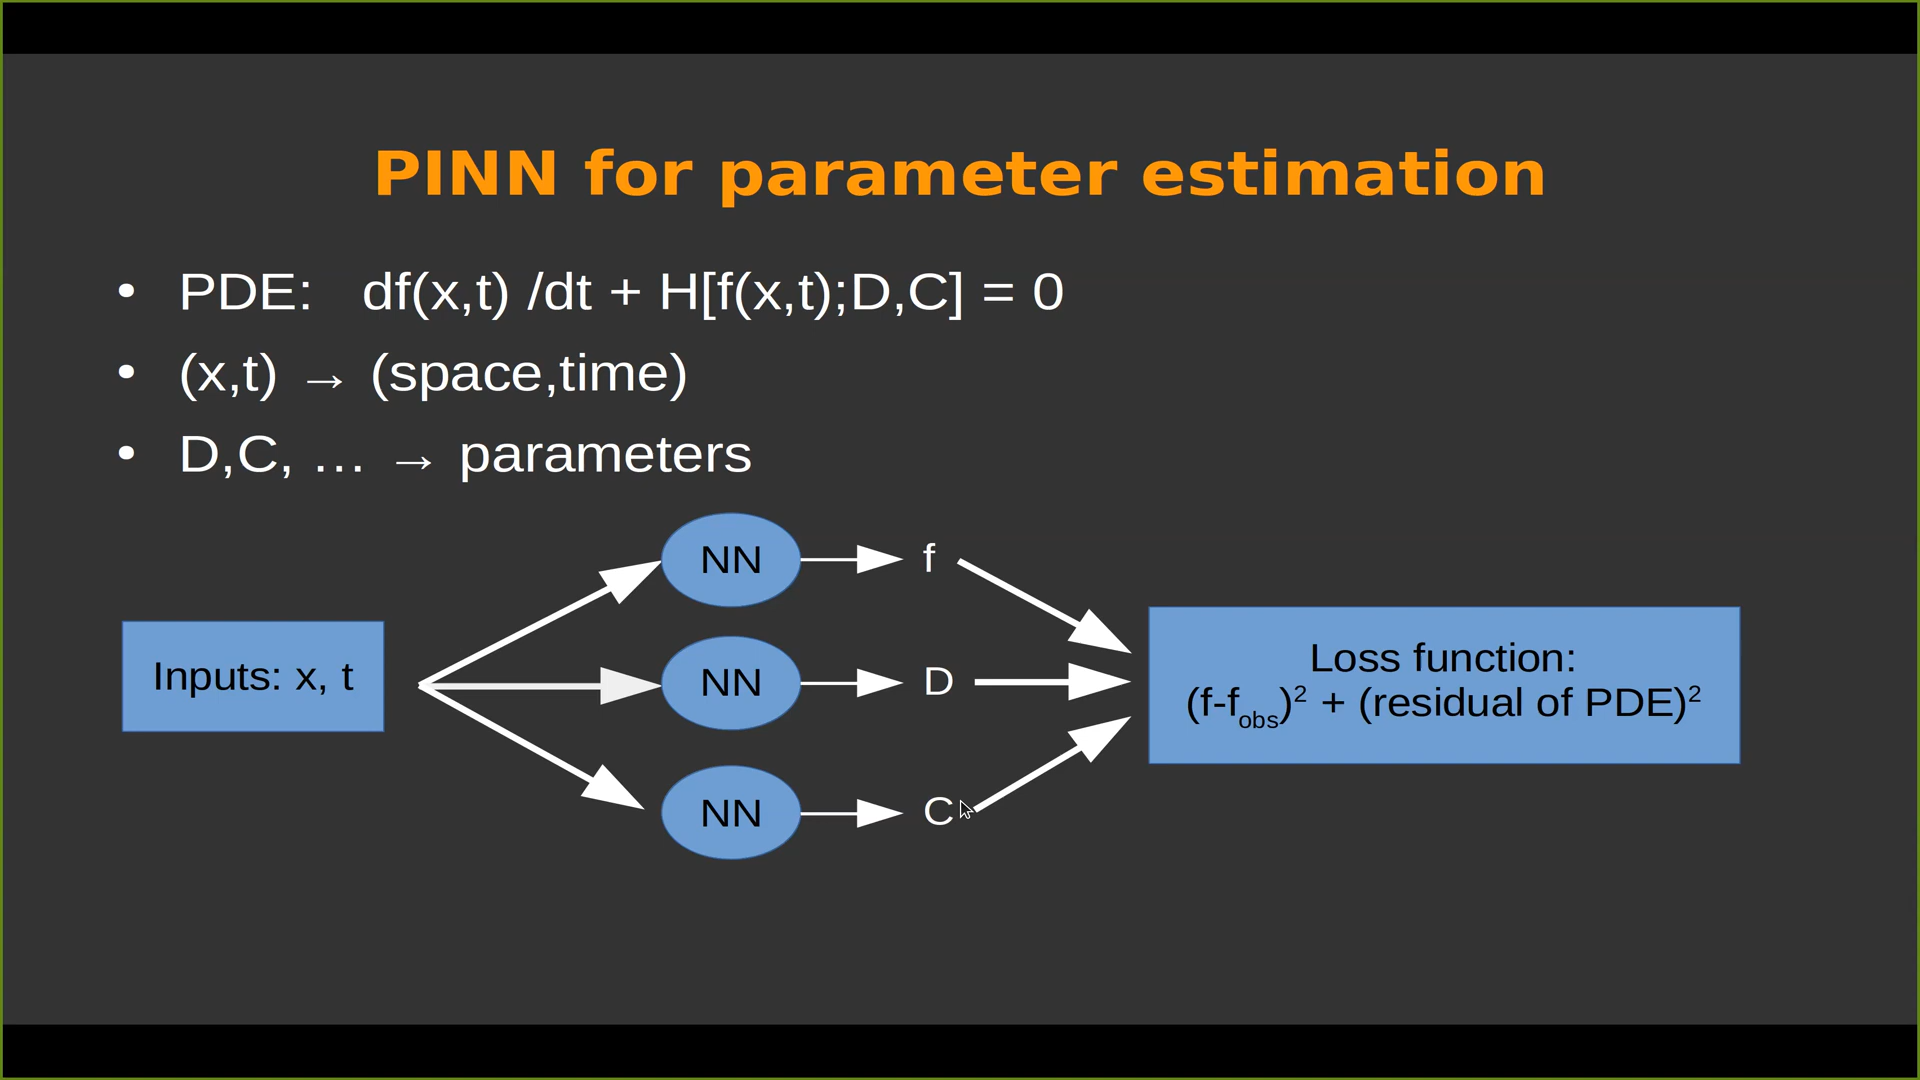 PINN for parameter estimation
• PDE: df(x,t) /dt + H[f(x,t);D,C] = 0
• (x,t) → (space,time)
• D,C, … → parameters
NN
f
Inputs: x, t
NN
D
Loss function:
(f-fobs)² + (residual of PDE)²
NN
C